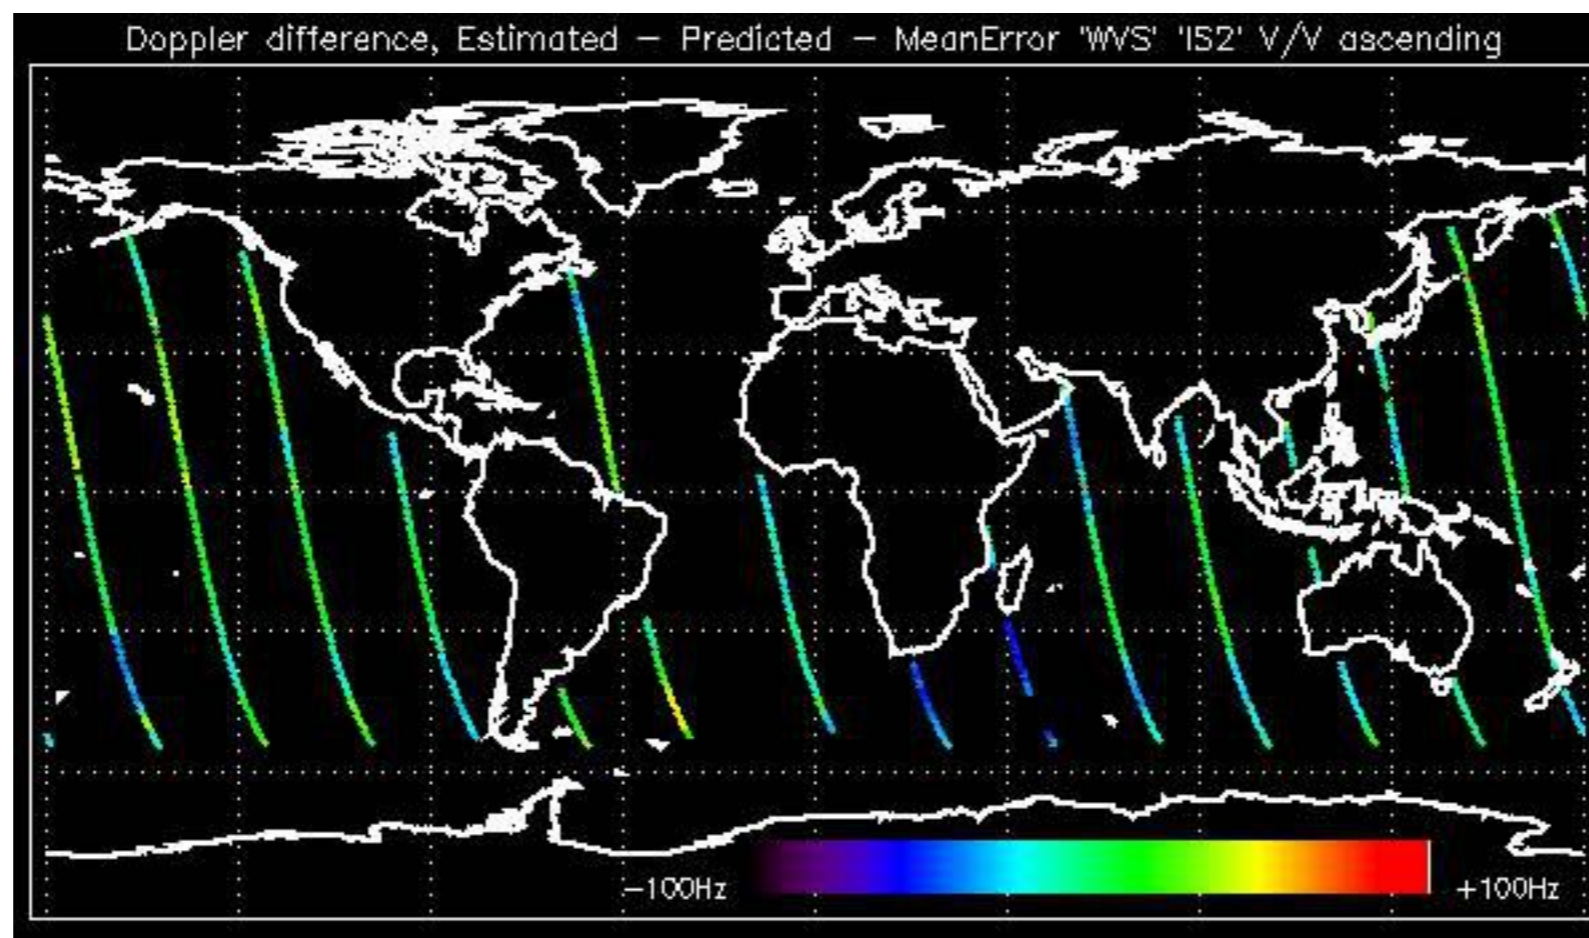 Doppler difference, Estimated – Predicted – MeanError 'WVS' 'IS2' V/V ascending
–100Hz +100Hz